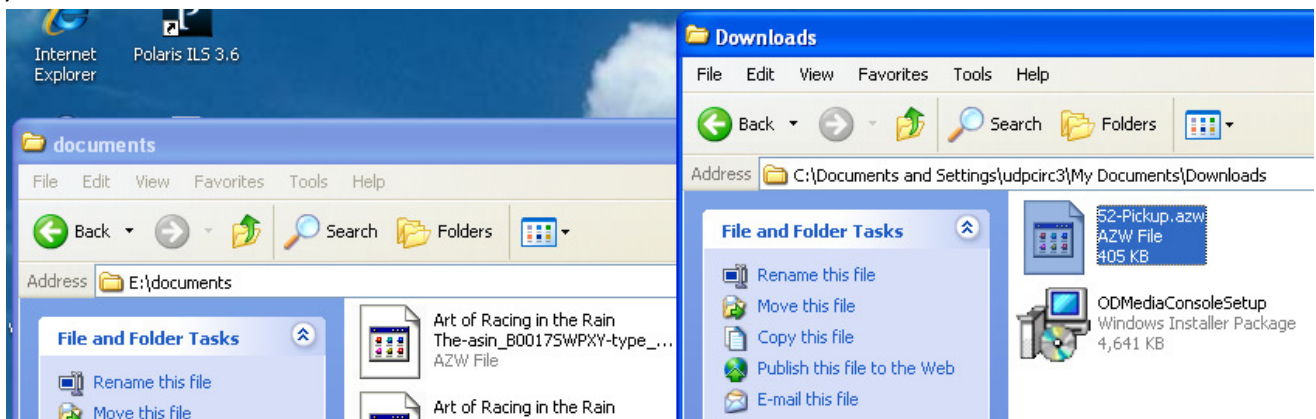 Internet
Explorer
Polaris ILS 3.6
documents
File Edit View Favorites Tools Help
Back Search Folders
Address E:\documents
File and Folder Tasks
Rename this file
Move this file
Art of Racing in the Rain
The-asin_B0017SWPXY-type_...
AZW File
Art of Racing in the Rain
Downloads
File Edit View Favorites Tools Help
Back Search Folders
Address C:\Documents and Settings\udpcirc3\My Documents\Downloads
File and Folder Tasks
Rename this file
Move this file
Copy this file
Publish this file to the Web
E-mail this file
52-Pickup.azw
AZW File
405 KB
ODMediaConsoleSetup
Windows Installer Package
4,641 KB